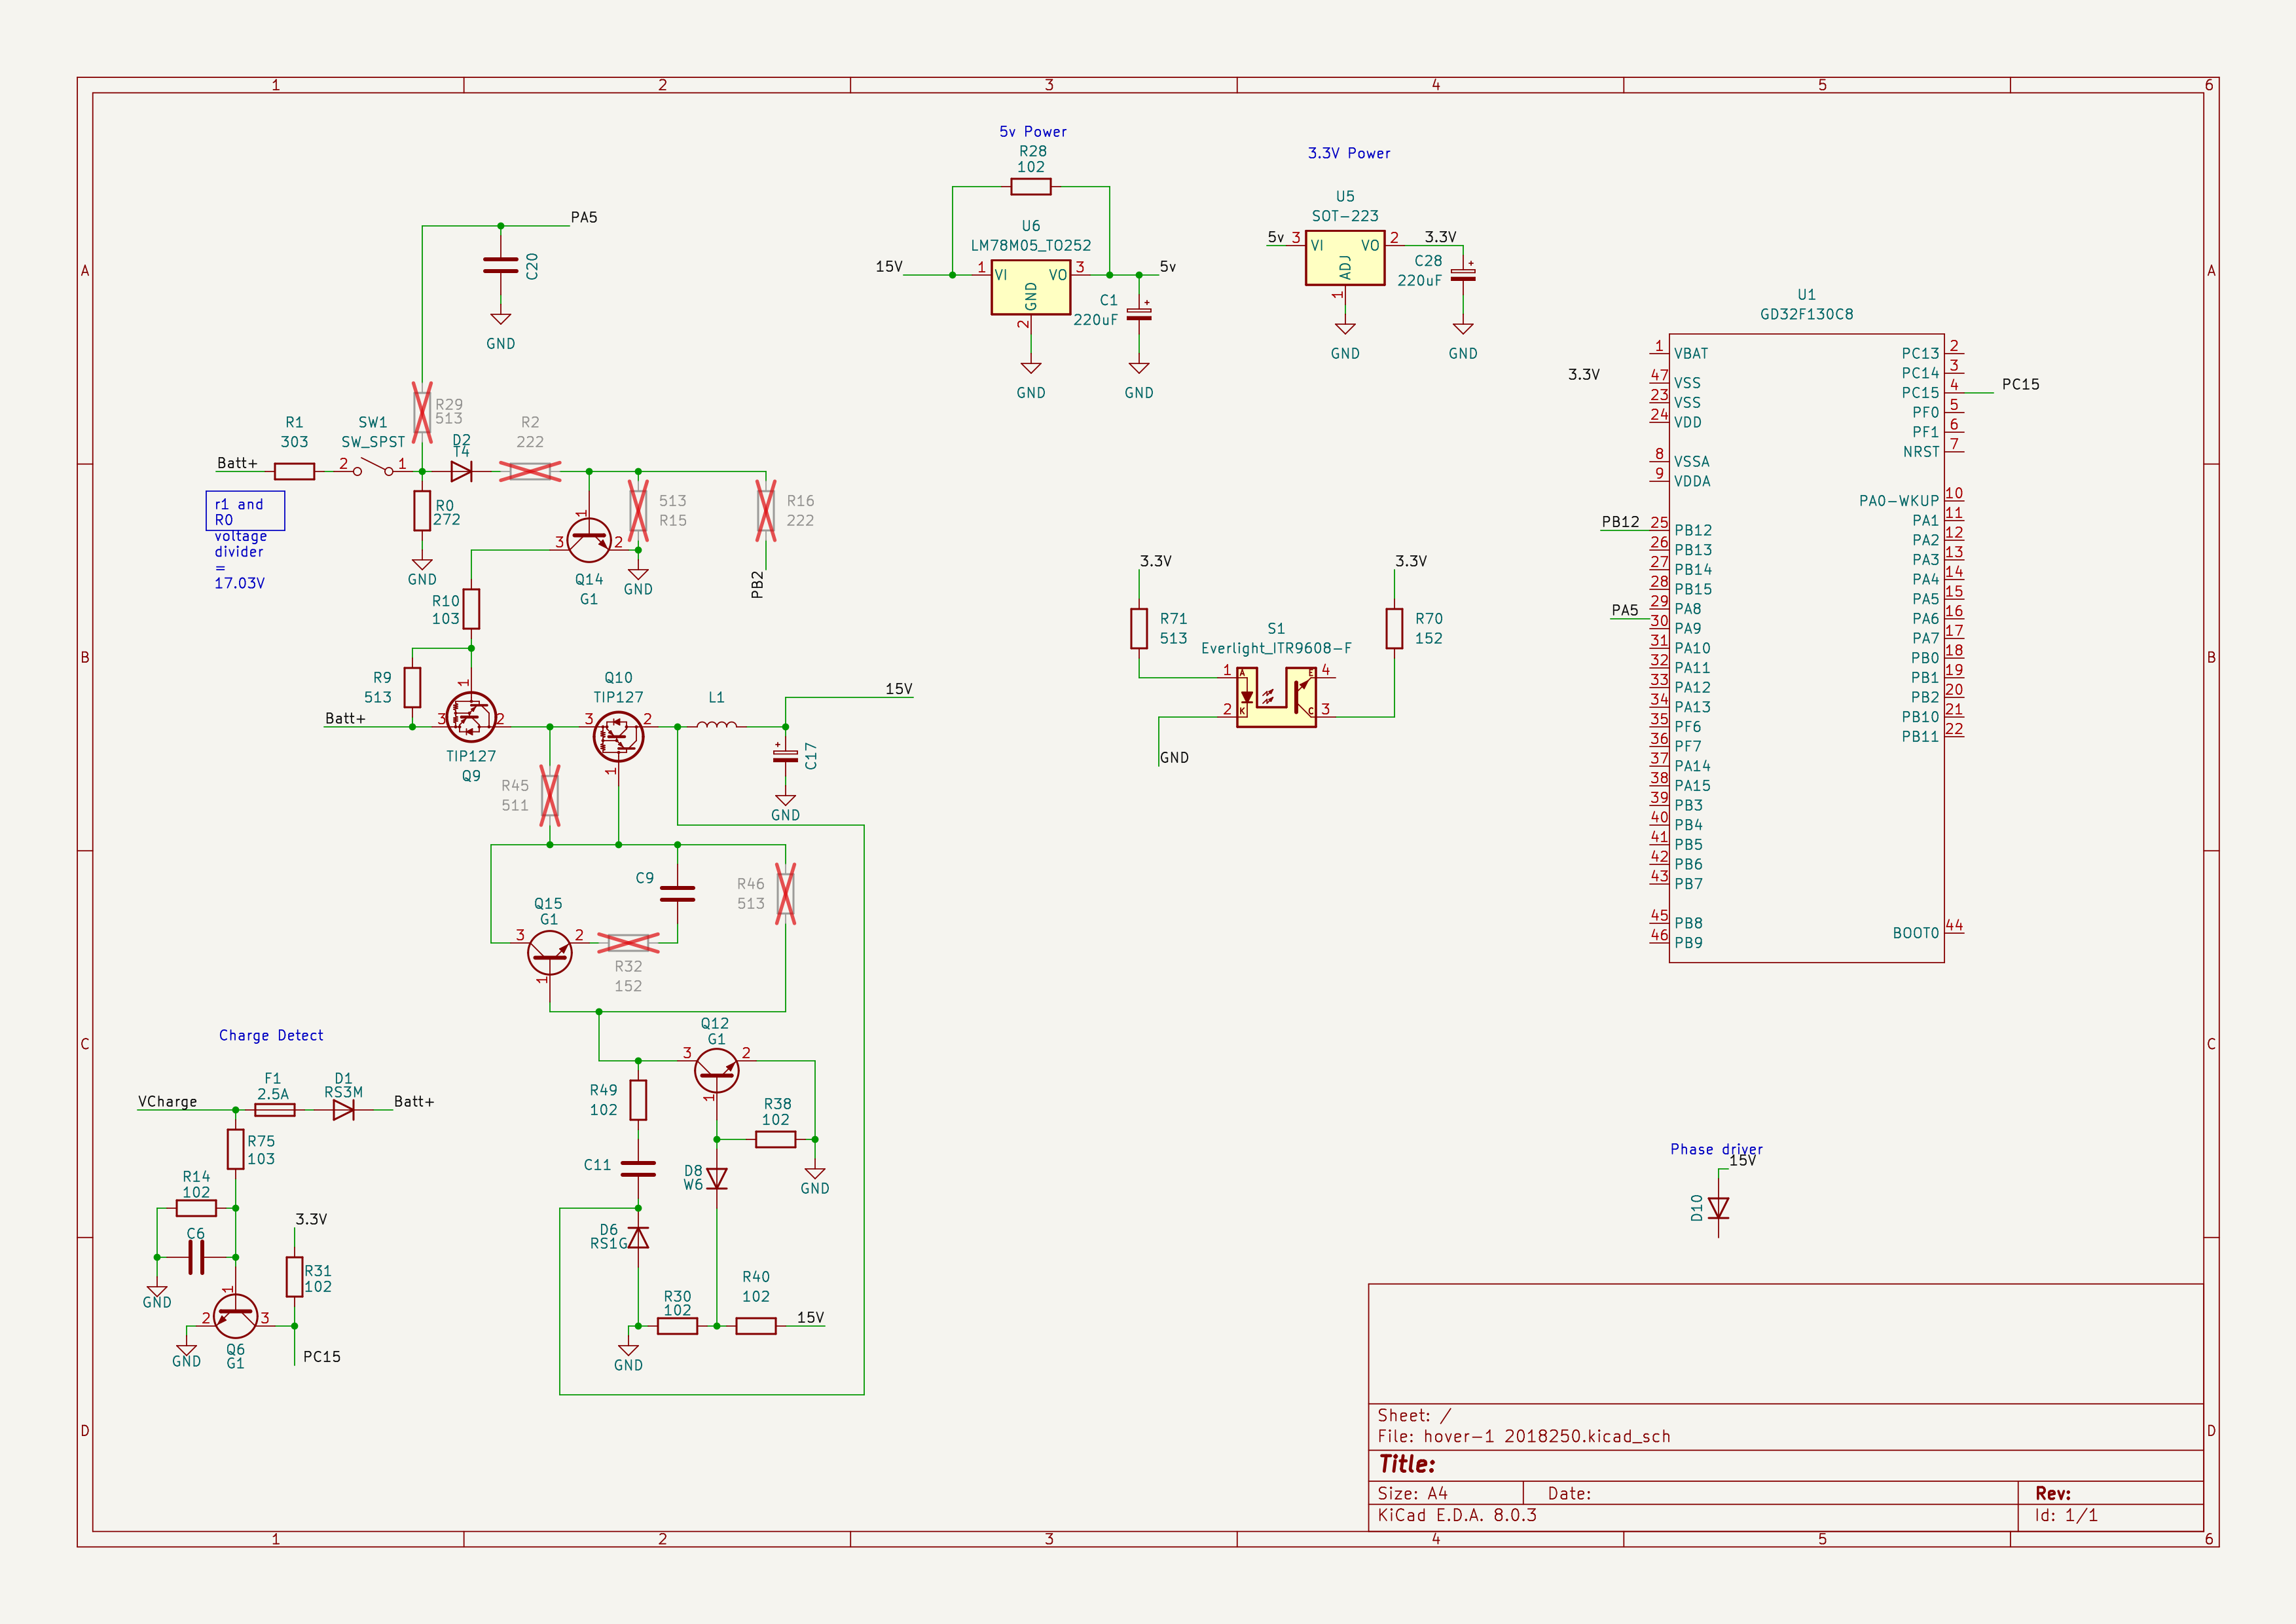 1 2 3 4 5 6
A
B
C
D
A
B
C
D
1 2 3 4 5 6
PA5
C20
GND
R29
513
R1
303
SW1
SW_SPST
D2
T4
R2
222
Batt+
2
1
r1 and
R0
voltage
divider
=
17.03V
R0
272
GND
513
R15
R16
222
1
3
2
Q14
G1
GND
PB2
R10
103
R9
513
Batt+
1
3
2
TIP127
Q9
Q10
TIP127
3
2
1
L1
15V
C17
GND
R45
511
C9
R46
513
Q15
G1
3
2
1
R32
152
Q12
G1
3
2
1
R49
102
R38
102
GND
C11
D8
W6
D6
RS1G
R30
102
R40
102
15V
GND
Charge Detect
VCharge
F1
2.5A
D1
RS3M
Batt+
R75
103
R14
102
C6
GND
3.3V
R31
102
1
2
3
GND
Q6
G1
PC15
5v Power
R28
102
U6
LM78M05_TO252
15V
1
VI
VO
3
5v
GND
2
GND
C1
220uF
GND
3.3V Power
U5
SOT-223
5v
3
VI
VO
2
3.3V
ADJ
1
GND
C28
220uF
GND
3.3V
R71
513
S1
Everlight_ITR9608-F
1
A
E
4
2
K
C
3
GND
3.3V
R70
152
U1
GD32F130C8
3.3V
1 VBAT
47 VSS
23 VSS
24 VDD
8 VSSA
9 VDDA
PB12
25 PB12
26 PB13
27 PB14
28 PB15
29 PA8
PA5
30 PA9
31 PA10
32 PA11
33 PA12
34 PA13
35 PF6
36 PF7
37 PA14
38 PA15
39 PB3
40 PB4
41 PB5
42 PB6
43 PB7
45 PB8
46 PB9
PC13 2
PC14 3
PC15 4
PC15
PF0 5
PF1 6
NRST 7
PA0-WKUP 10
PA1 11
PA2 12
PA3 13
PA4 14
PA5 15
PA6 16
PA7 17
PB0 18
PB1 19
PB2 20
PB10 21
PB11 22
BOOT0 44
Phase driver
15V
D10
Sheet: /
File: hover-1 2018250.kicad_sch
Title:
Size: A4 Date: Rev:
KiCad E.D.A. 8.0.3 Id: 1/1